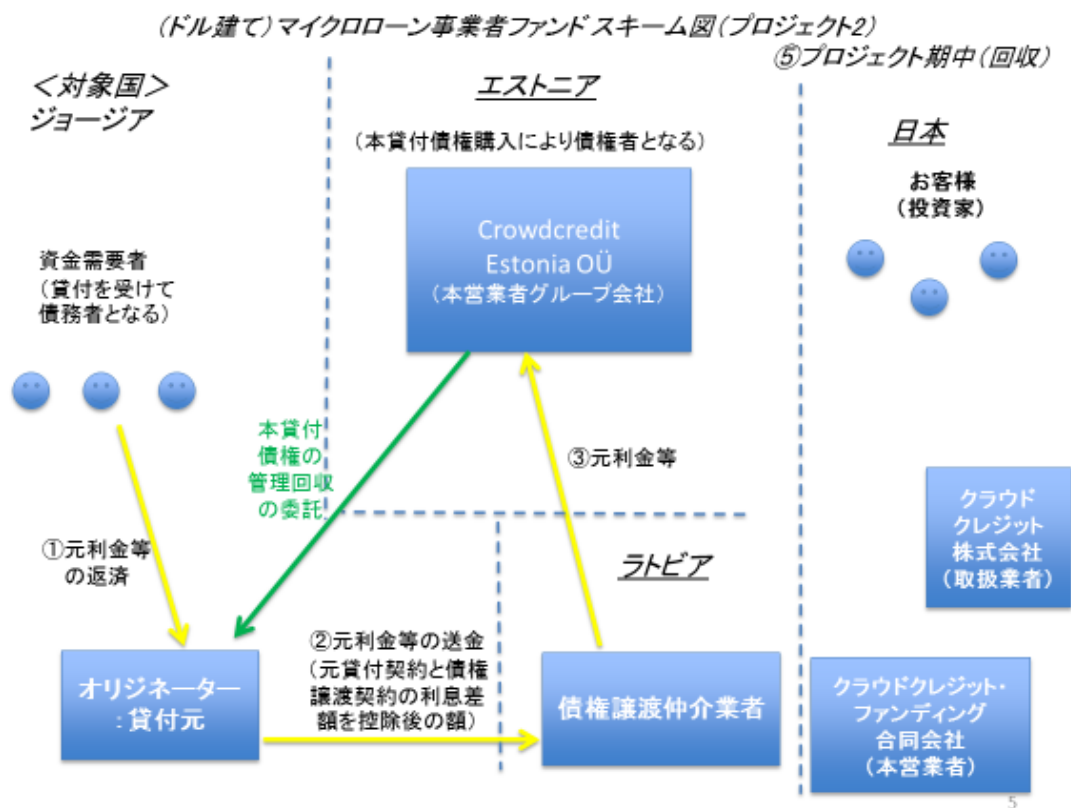 (ドル建て)マイクロローン事業者ファンド スキーム図(プロジェクト2)
⑤プロジェクト期中(回収)
<対象国>
ジョージア
エストニア
(本貸付債権購入により債権者となる)
日本
お客様
(投資家)
Crowdcredit
Estonia OÜ
(本営業者グループ会社)
資金需要者
(貸付を受けて
債務者となる)
本貸付
債権の
管理回収
の委託
③元利金等
クラウド
クレジット
株式会社
(取扱業者)
①元利金等
の返済
ラトビア
②元利金等の送金
(元貸付契約と債権
譲渡契約の利息差
額を控除後の額)
オリジネーター
:貸付元
債権譲渡仲介業者
クラウドクレジット・
ファンディング
合同会社
(本営業者)
5